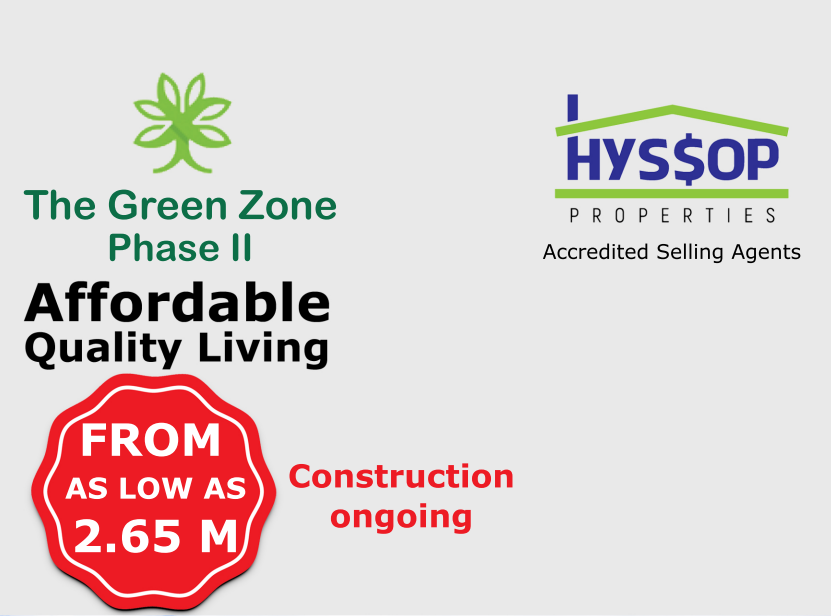 The Green Zone
Phase II
Affordable
Quality Living
FROM
AS LOW AS
2.65 M
Construction
ongoing
HYS$OP
PROPERTIES
Accredited Selling Agents